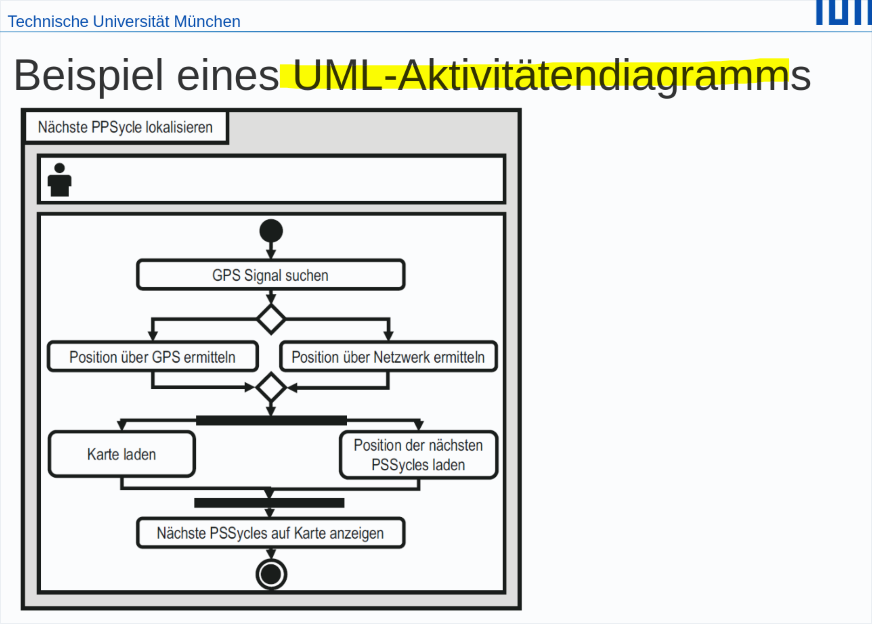 Technische Universität München
Beispiel eines UML-Aktivitätendiagramms
Nächste PPSycle lokalisieren
GPS Signal suchen
Position über GPS ermitteln
Position über Netzwerk ermitteln
Karte laden
Position der nächsten
PSSycles laden
Nächste PSSycles auf Karte anzeigen